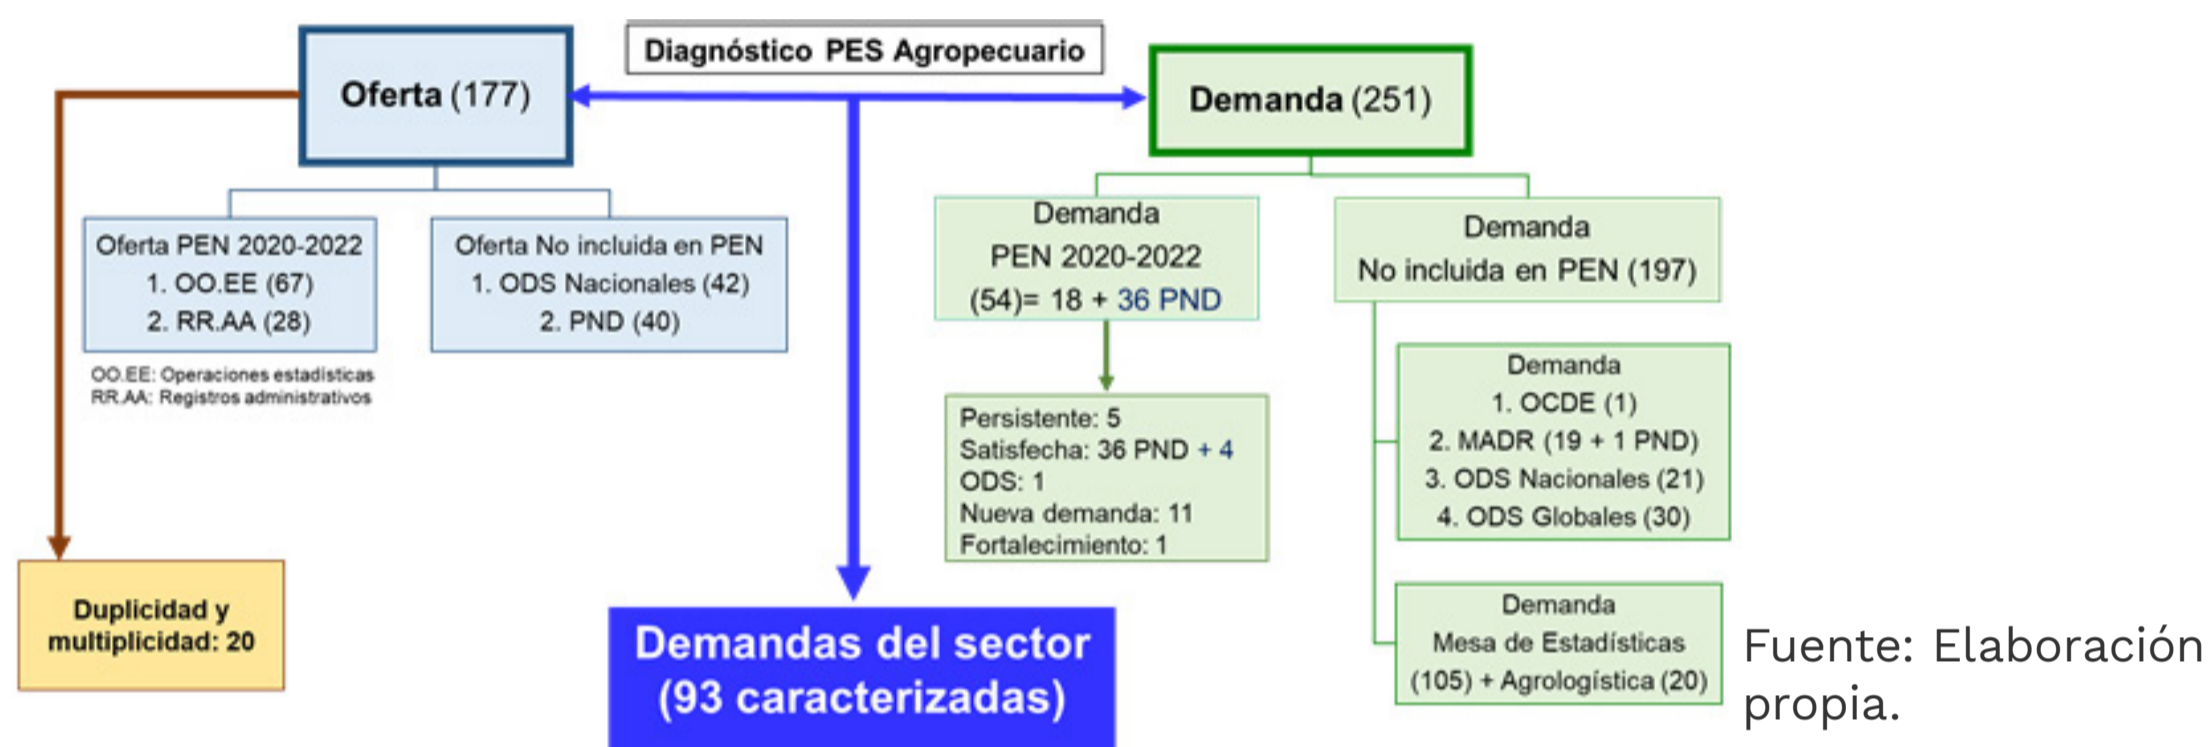 Diagnóstico PES Agropecuario
Oferta (177)
Demanda (251)
Oferta PEN 2020-2022
1. OO.EE (67)
2. RR.AA (28)
OO.EE: Operaciones estadísticas
RR.AA: Registros administrativos
Oferta No incluida en PEN
1. ODS Nacionales (42)
2. PND (40)
Demanda
PEN 2020-2022
(54)= 18 + 36 PND
Persistente: 5
Satisfecha: 36 PND + 4
ODS: 1
Nueva demanda: 11
Fortalecimiento: 1
Demanda
No incluida en PEN (197)
Demanda
1. OCDE (1)
2. MADR (19 + 1 PND)
3. ODS Nacionales (21)
4. ODS Globales (30)
Demanda
Mesa de Estadísticas
(105) + Agrologística (20)
Duplicidad y
multiplicidad: 20
Demandas del sector
(93 caracterizadas)
Fuente: Elaboración
propia.